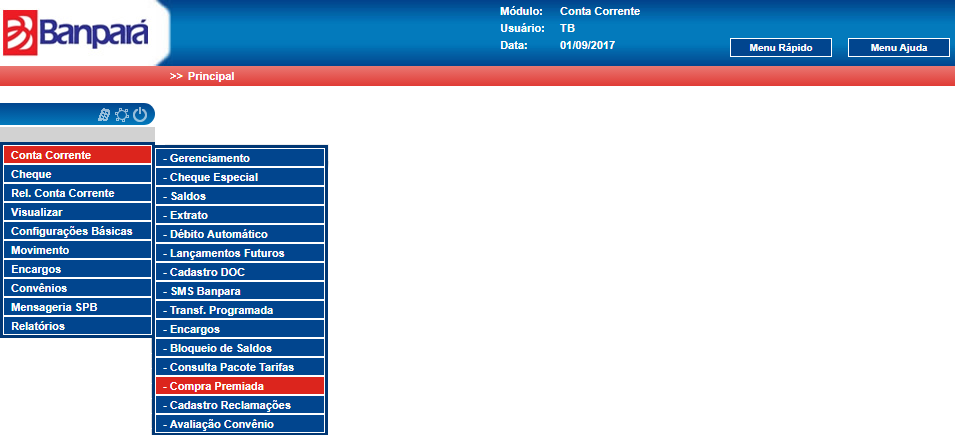 Banpará
Módulo: Conta Corrente
Usuário: TB
Data: 01/09/2017
Menu Rápido
Menu Ajuda
>> Principal
Conta Corrente
Cheque
Rel. Conta Corrente
Visualizar
Configurações Básicas
Movimento
Encargos
Convênios
Mensageria SPB
Relatórios
- Gerenciamento
- Cheque Especial
- Saldos
- Extrato
- Débito Automático
- Lançamentos Futuros
- Cadastro DOC
- SMS Banpara
- Transf. Programada
- Encargos
- Bloqueio de Saldos
- Consulta Pacote Tarifas
- Compra Premiada
- Cadastro Reclamações
- Avaliação Convênio